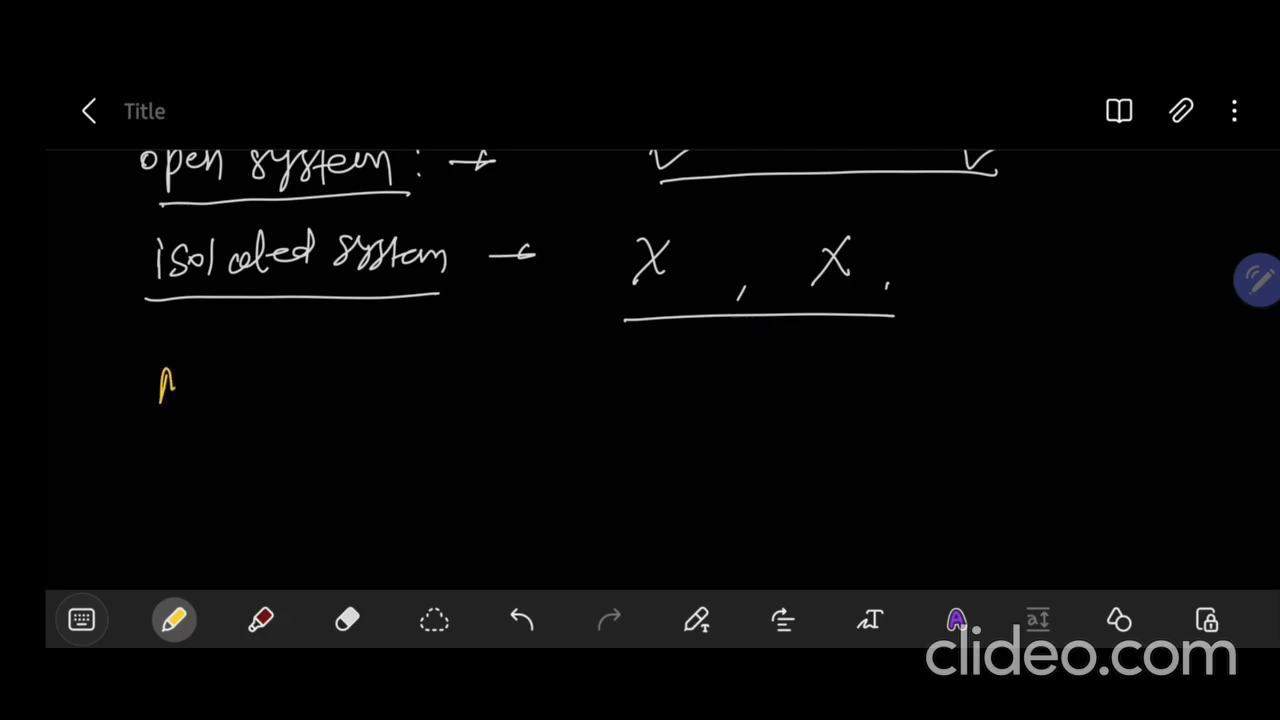 Title
open system : →
isolated system → X , X .
A
a
clideo.com